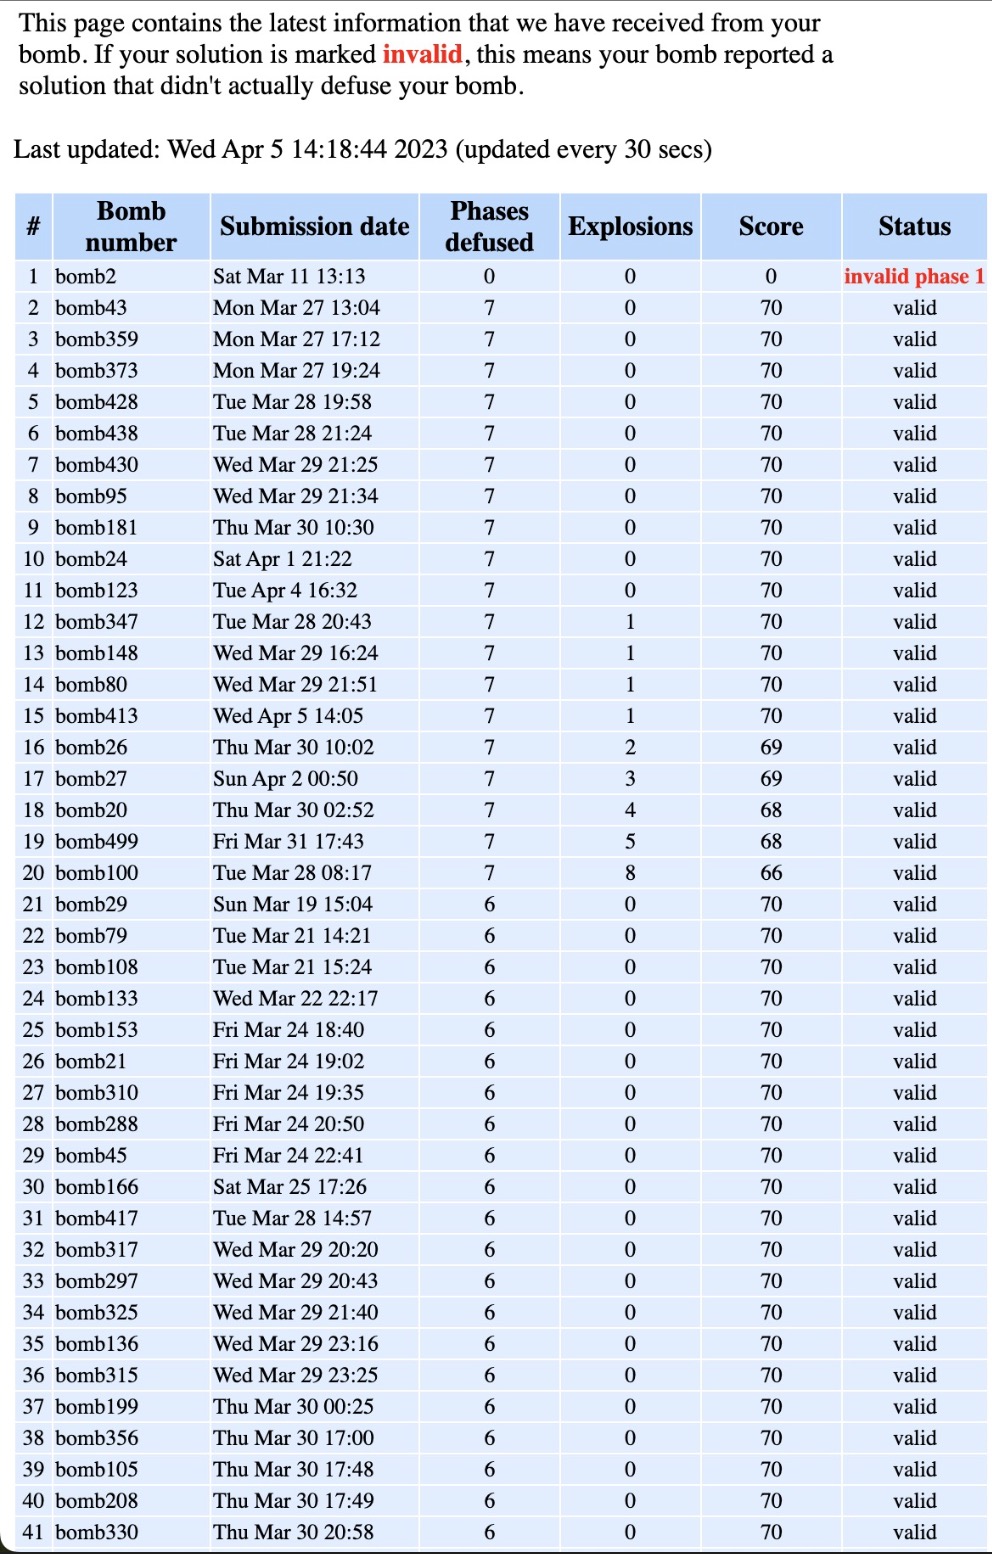 This page contains the latest information that we have received from your
bomb. If your solution is marked invalid, this means your bomb reported a
solution that didn't actually defuse your bomb.
Last updated: Wed Apr 5 14:18:44 2023 (updated every 30 secs)
# Bomb number Submission date Phases defused Explosions Score Status
1 bomb2 Sat Mar 11 13:13 0 0 0 invalid phase 1
2 bomb43 Mon Mar 27 13:04 7 0 70 valid
3 bomb359 Mon Mar 27 17:12 7 0 70 valid
4 bomb373 Mon Mar 27 19:24 7 0 70 valid
5 bomb428 Tue Mar 28 19:58 7 0 70 valid
6 bomb438 Tue Mar 28 21:24 7 0 70 valid
7 bomb430 Wed Mar 29 21:25 7 0 70 valid
8 bomb95 Wed Mar 29 21:34 7 0 70 valid
9 bomb181 Thu Mar 30 10:30 7 0 70 valid
10 bomb24 Sat Apr 1 21:22 7 0 70 valid
11 bomb123 Tue Apr 4 16:32 7 0 70 valid
12 bomb347 Tue Mar 28 20:43 7 1 70 valid
13 bomb148 Wed Mar 29 16:24 7 1 70 valid
14 bomb80 Wed Mar 29 21:51 7 1 70 valid
15 bomb413 Wed Apr 5 14:05 7 1 70 valid
16 bomb26 Thu Mar 30 10:02 7 2 69 valid
17 bomb27 Sun Apr 2 00:50 7 3 69 valid
18 bomb20 Thu Mar 30 02:52 7 4 68 valid
19 bomb499 Fri Mar 31 17:43 7 5 68 valid
20 bomb100 Tue Mar 28 08:17 7 8 66 valid
21 bomb29 Sun Mar 19 15:04 6 0 70 valid
22 bomb79 Tue Mar 21 14:21 6 0 70 valid
23 bomb108 Tue Mar 21 15:24 6 0 70 valid
24 bomb133 Wed Mar 22 22:17 6 0 70 valid
25 bomb153 Fri Mar 24 18:40 6 0 70 valid
26 bomb21 Fri Mar 24 19:02 6 0 70 valid
27 bomb310 Fri Mar 24 19:35 6 0 70 valid
28 bomb288 Fri Mar 24 20:50 6 0 70 valid
29 bomb45 Fri Mar 24 22:41 6 0 70 valid
30 bomb166 Sat Mar 25 17:26 6 0 70 valid
31 bomb417 Tue Mar 28 14:57 6 0 70 valid
32 bomb317 Wed Mar 29 20:20 6 0 70 valid
33 bomb297 Wed Mar 29 20:43 6 0 70 valid
34 bomb325 Wed Mar 29 21:40 6 0 70 valid
35 bomb136 Wed Mar 29 23:16 6 0 70 valid
36 bomb315 Wed Mar 29 23:25 6 0 70 valid
37 bomb199 Thu Mar 30 00:25 6 0 70 valid
38 bomb356 Thu Mar 30 17:00 6 0 70 valid
39 bomb105 Thu Mar 30 17:48 6 0 70 valid
40 bomb208 Thu Mar 30 17:49 6 0 70 valid
41 bomb330 Thu Mar 30 20:58 6 0 70 valid